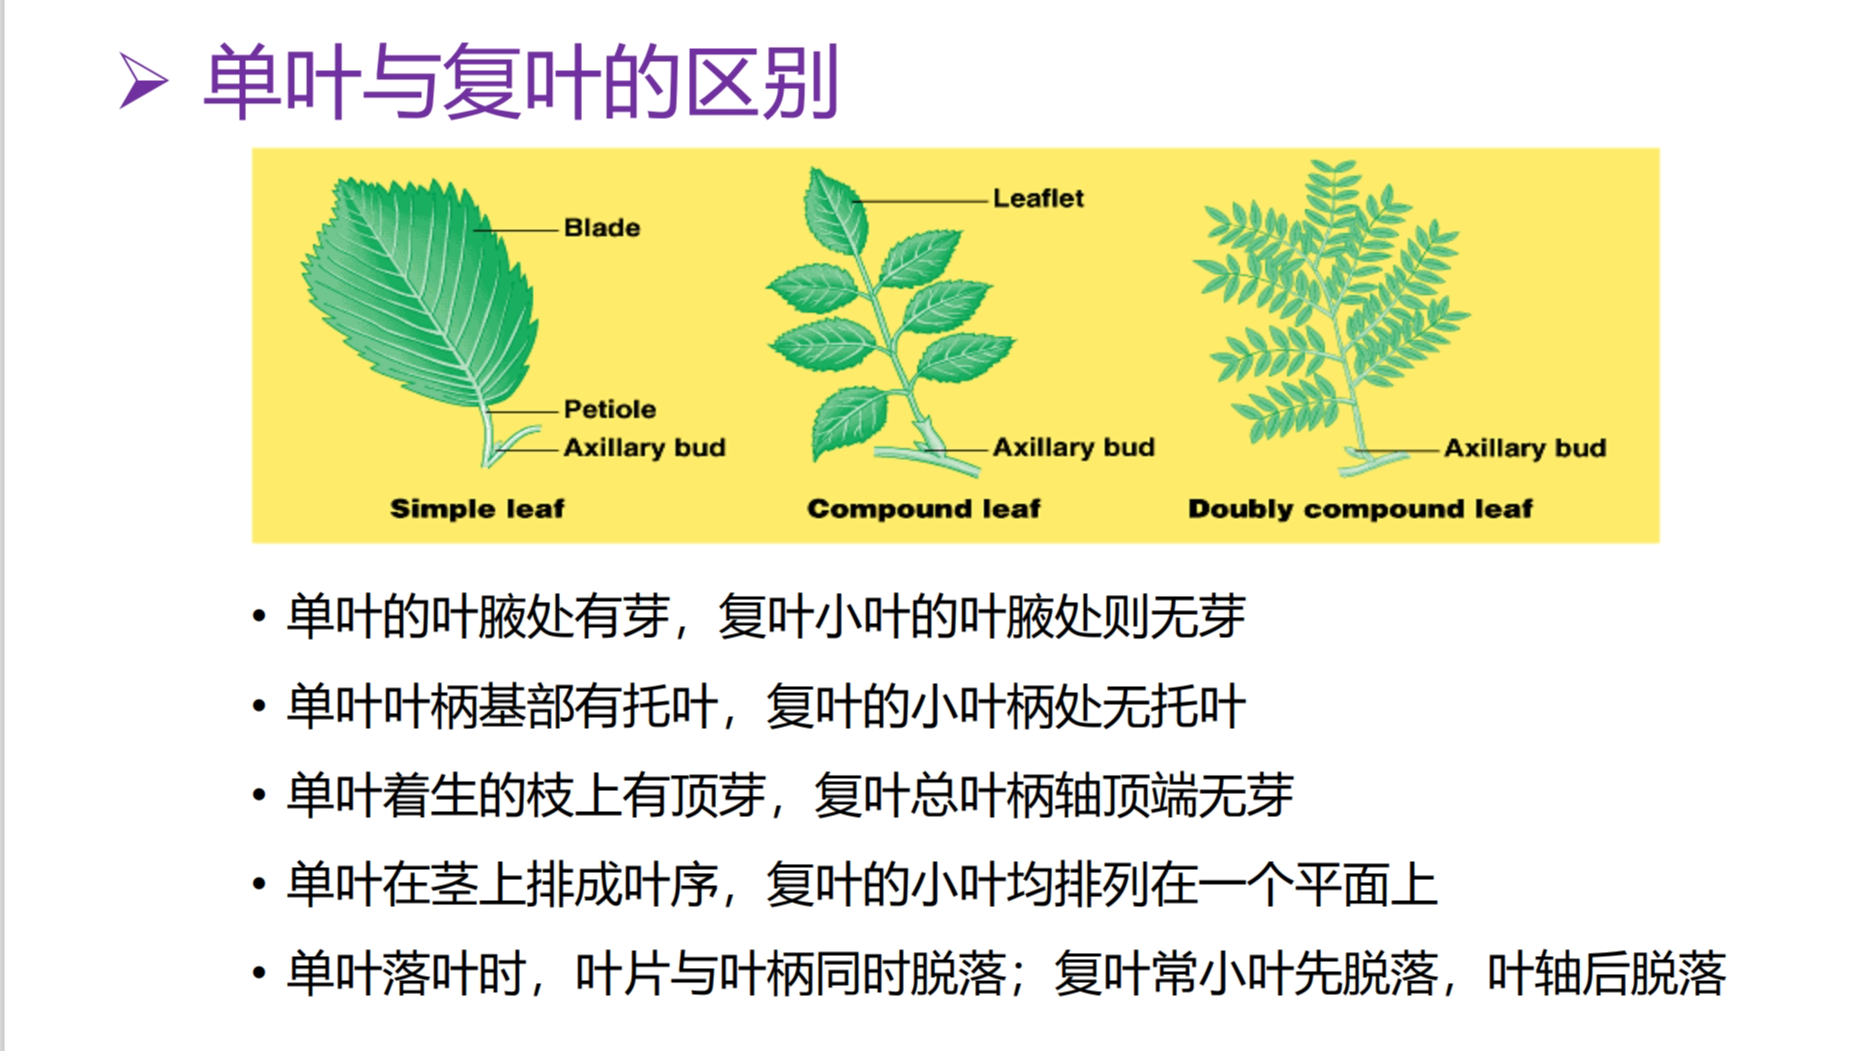 单叶与复叶的区别
Blade
Leaflet
Petiole
Axillary bud
Axillary bud
Axillary bud
Simple leaf
Compound leaf
Doubly compound leaf
• 单叶的叶腋处有芽，复叶小叶的叶腋处则无芽
• 单叶叶柄基部有托叶，复叶的小叶柄处无托叶
• 单叶着生的枝上有顶芽，复叶总叶柄轴顶端无芽
• 单叶在茎上排成叶序，复叶的小叶均排列在一个平面上
• 单叶落叶时，叶片与叶柄同时脱落；复叶常小叶先脱落，叶轴后脱落